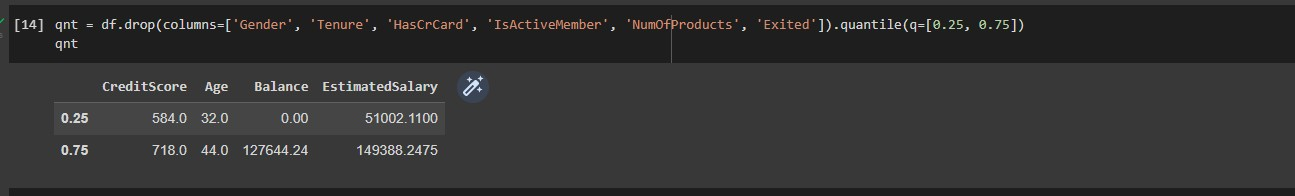 [14] qnt = df.drop(columns=['Gender', 'Tenure', 'HasCrCard', 'IsActiveMember', 'NumOfProducts', 'Exited']).quantile(q=[0.25, 0.75])
qnt
CreditScore Age Balance EstimatedSalary
0.25 584.0 32.0 0.00 51002.1100
0.75 718.0 44.0 127644.24 149388.2475